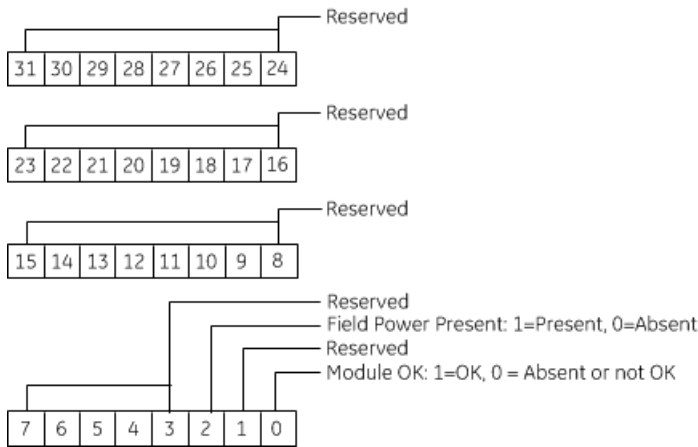 Reserved
31 30 29 28 27 26 25 24
Reserved
23 22 21 20 19 18 17 16
Reserved
15 14 13 12 11 10 9 8
Reserved
Field Power Present: 1=Present, 0=Absent
Reserved
Module OK: 1=OK, 0 = Absent or not OK
7 6 5 4 3 2 1 0